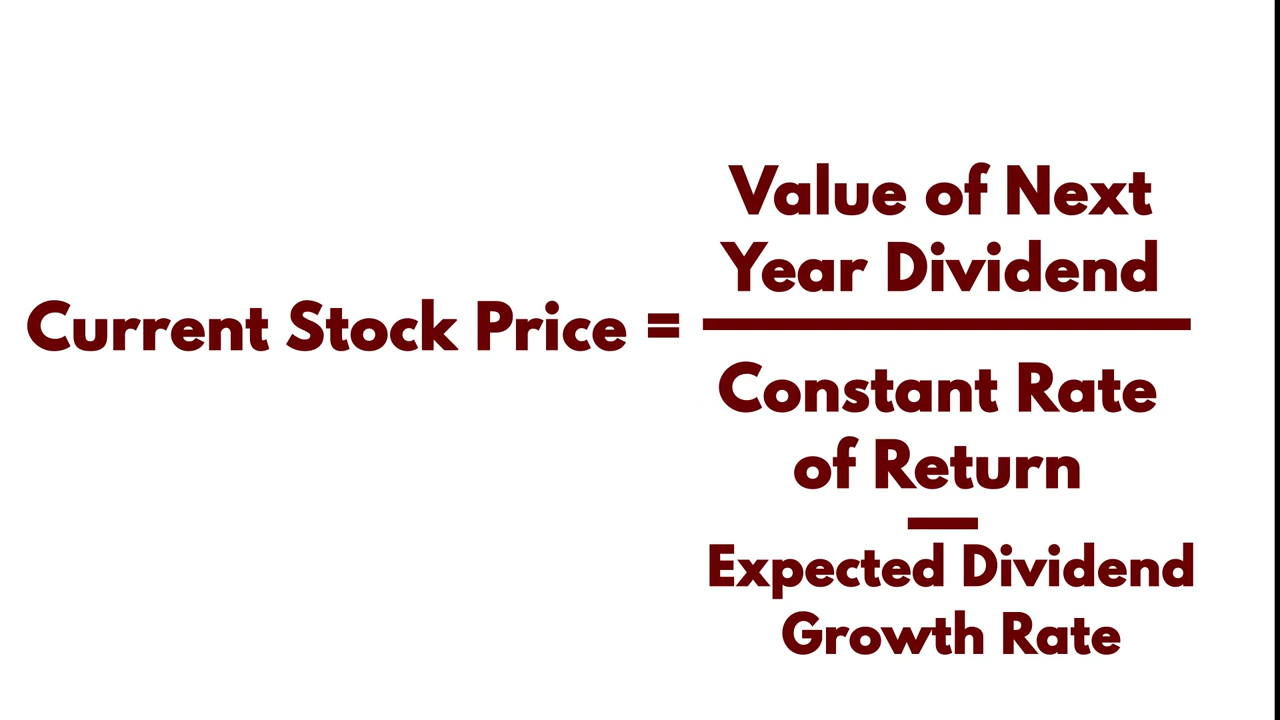 Value of Next
Year Dividend
Current Stock Price =
Constant Rate
of Return
—
Expected Dividend
Growth Rate